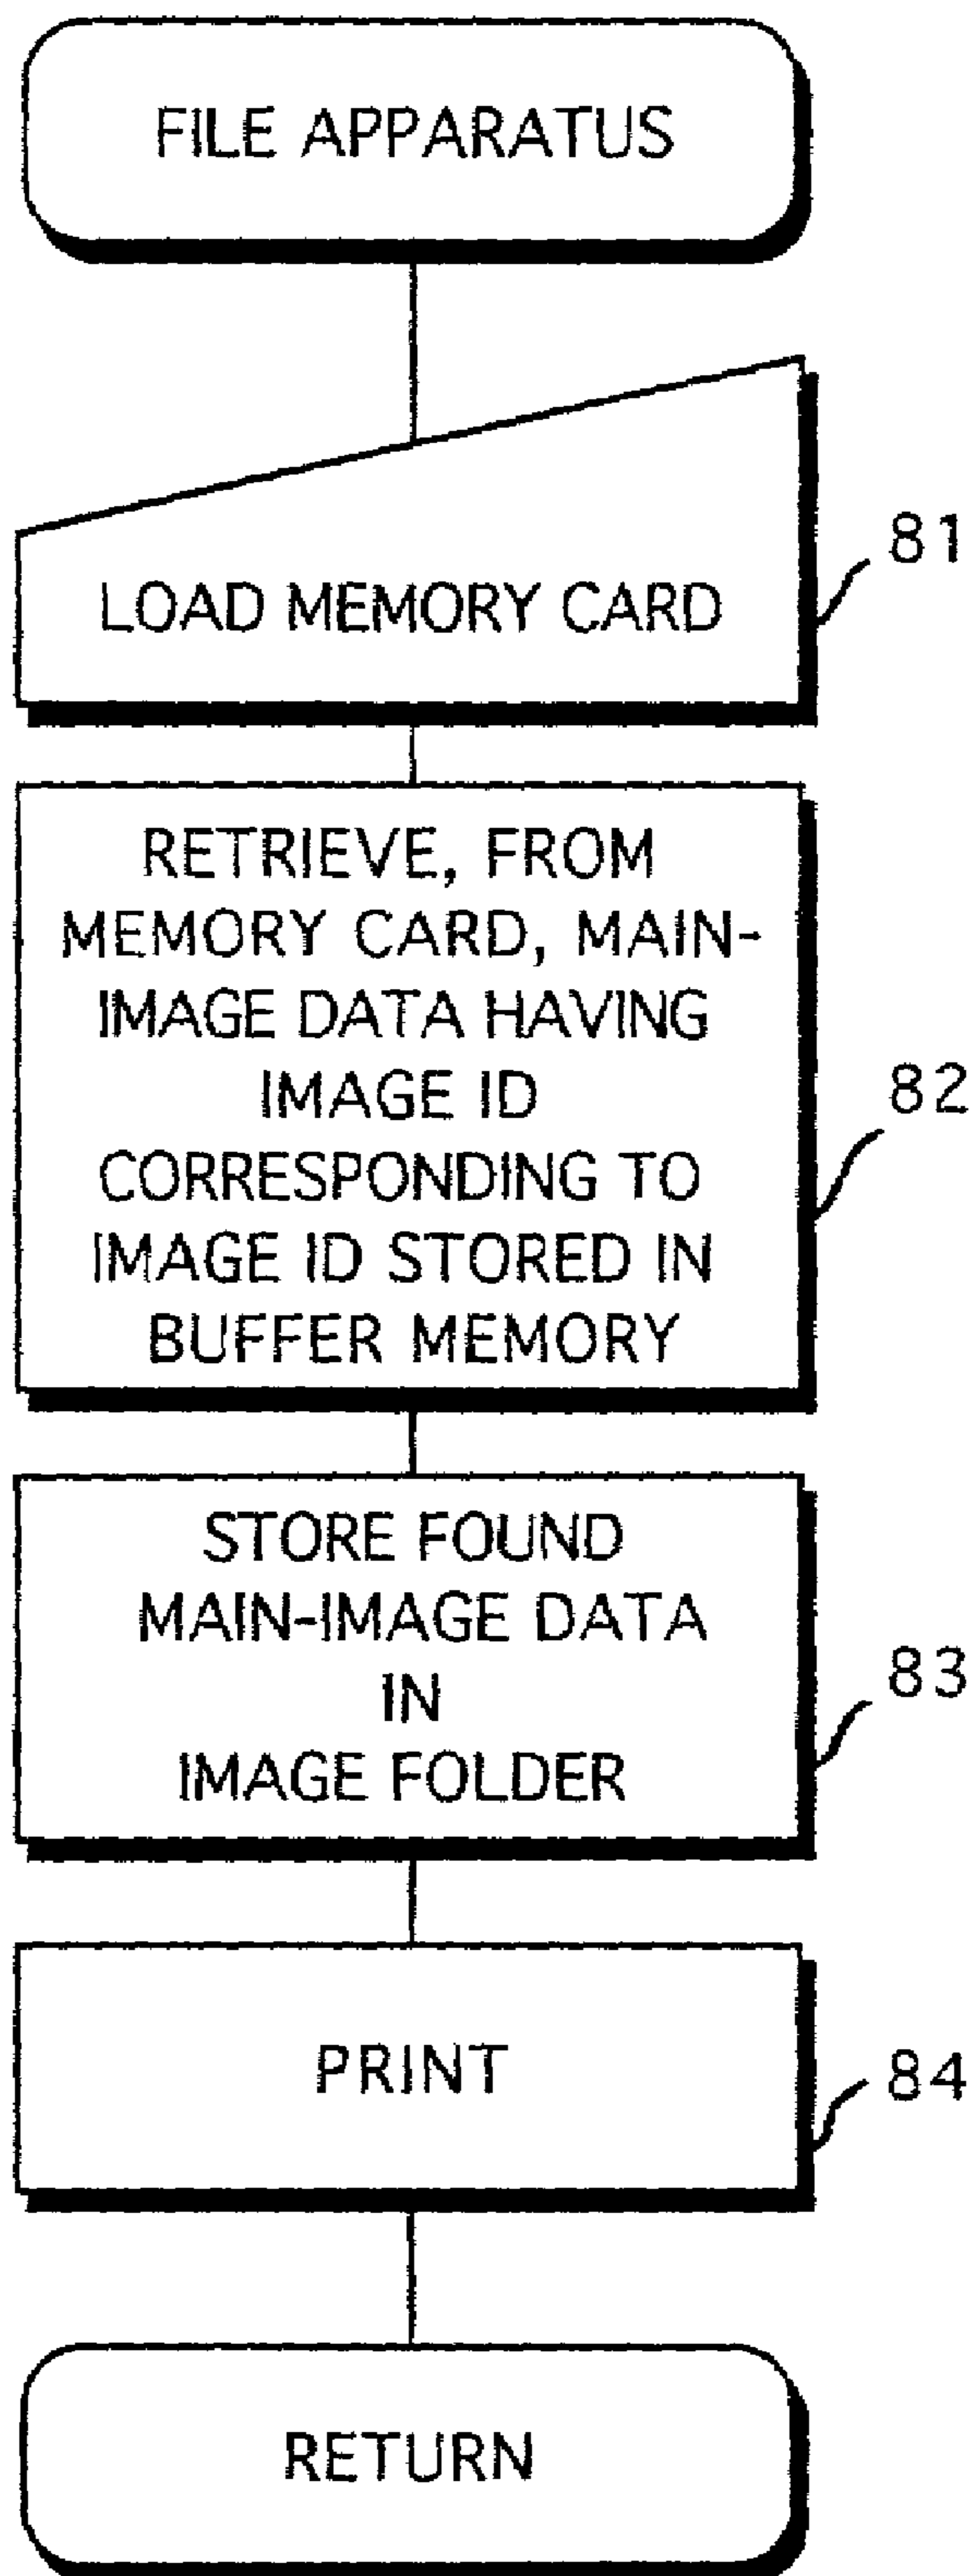 FILE APPARATUS
81
LOAD MEMORY CARD
RETRIEVE, FROM
MEMORY CARD, MAIN-
IMAGE DATA HAVING
IMAGE ID
CORRESPONDING TO
IMAGE ID STORED IN
BUFFER MEMORY
82
STORE FOUND
MAIN-IMAGE DATA
IN
IMAGE FOLDER
83
PRINT
84
RETURN